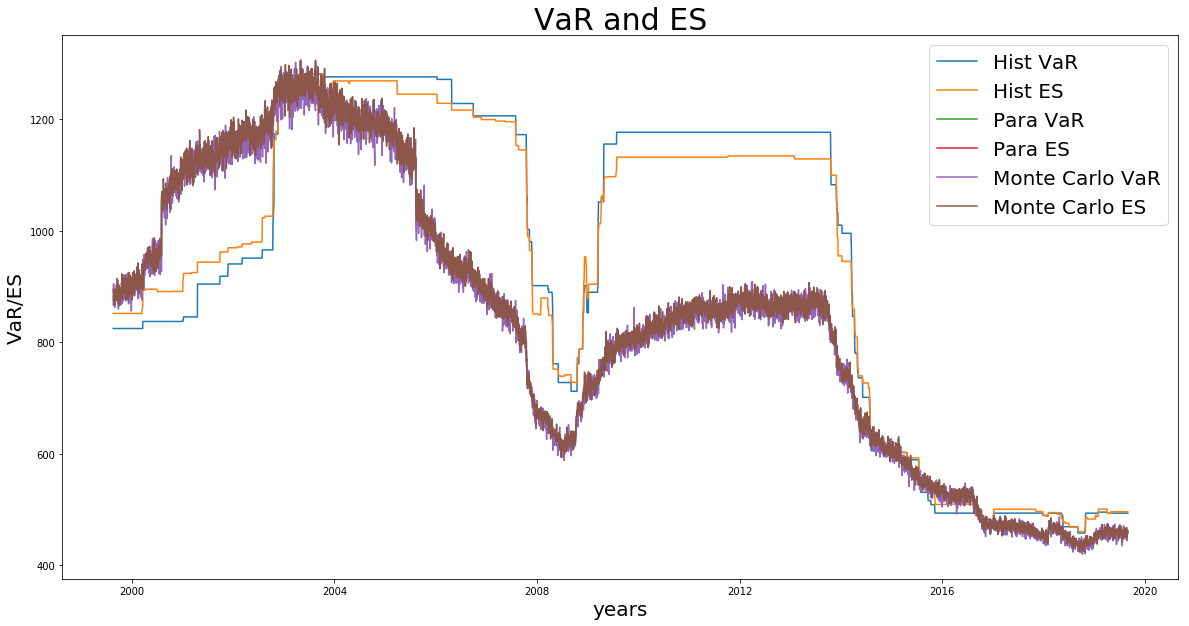 VaR and ES
Hist VaR
Hist ES
Para VaR
Para ES
Monte Carlo VaR
Monte Carlo ES
VaR/ES
1200
1000
800
600
400
2000
2004
2008
2012
2016
2020
years